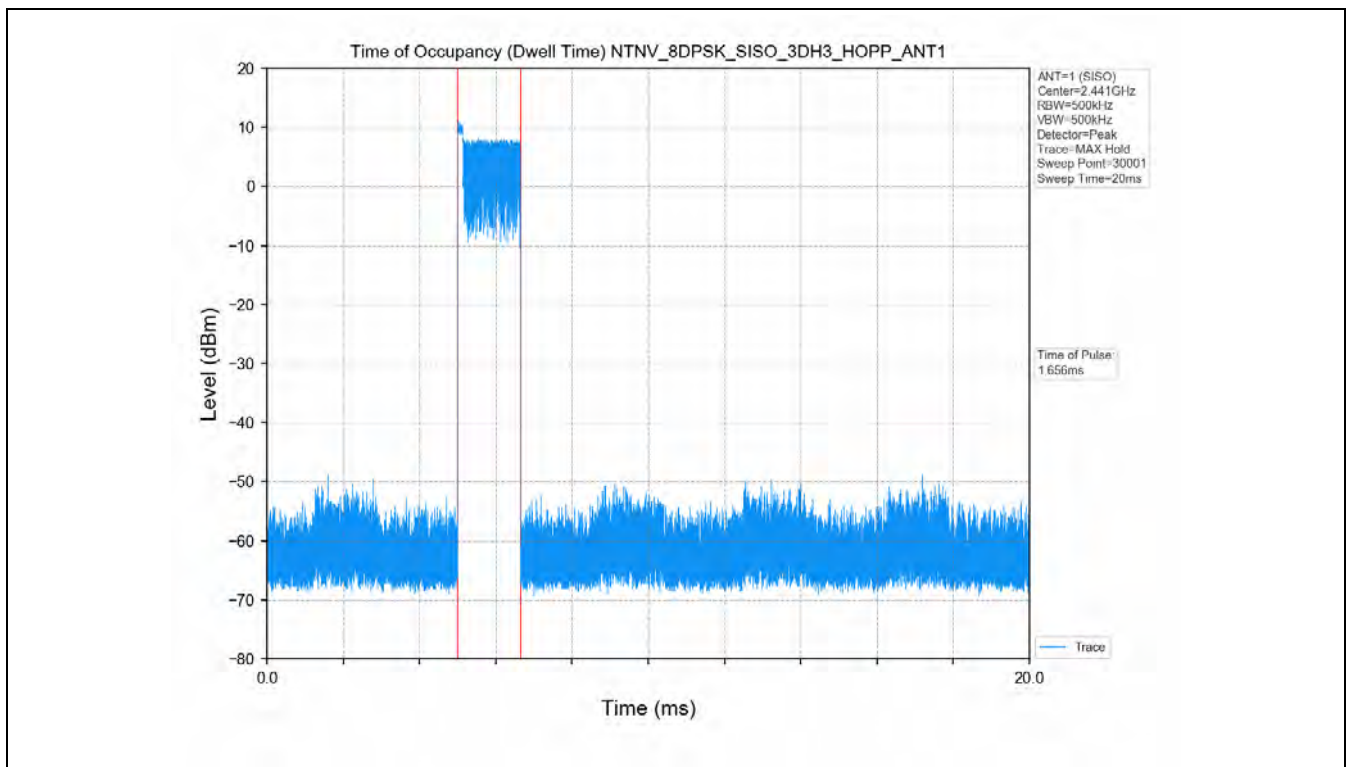 Time of Occupancy (Dwell Time) NTNV_8DPSK_SISO_3DH3_HOPP_ANT1
20
10
0
−10
−20
−30
−40
−50
−60
−70
−80
Level (dBm)
0.0
20.0
Time (ms)
ANT=1 (SISO)
Center=2.441GHz
RBW=500kHz
VBW=500kHz
Detector=Peak
Trace=MAX Hold
Sweep Point=30001
Sweep Time=20ms
Time of Pulse:
1.656ms
Trace